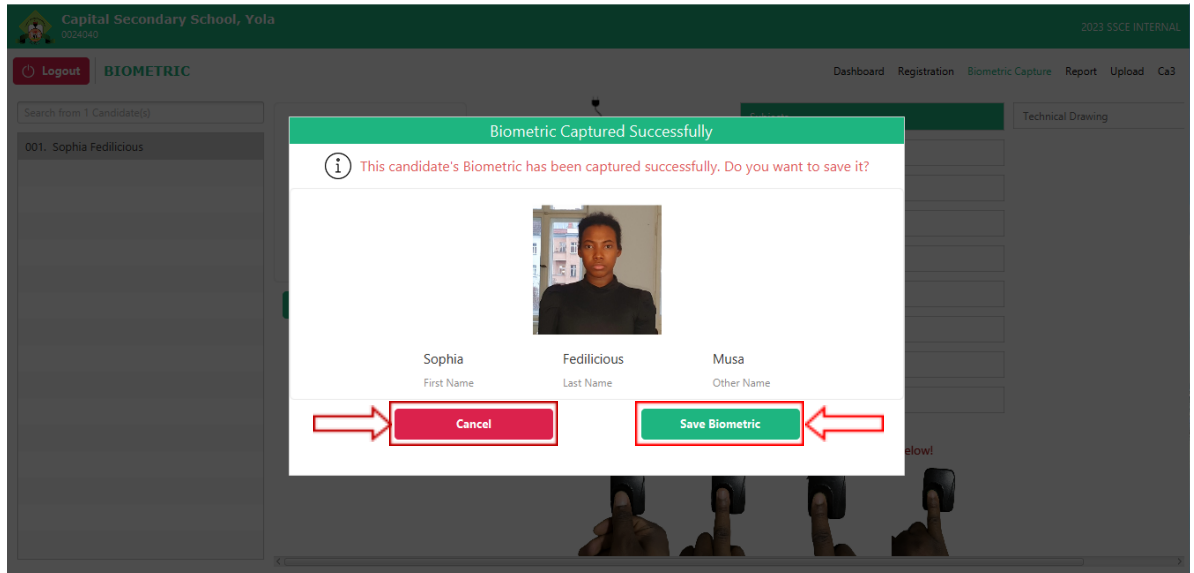 Capital Secondary School, Yola
0024040
2023 SSCE INTERNAL
Logout
BIOMETRIC
Dashboard Registration Biometric Capture Report Upload Ca3
Search from 1 Candidate(s)
Subjects
Technical Drawing
001. Sophia Fedilicious
Biometric Captured Successfully
This candidate's Biometric has been captured successfully. Do you want to save it?
Sophia Fedilicious Musa
First Name Last Name Other Name
Cancel Save Biometric
elow!